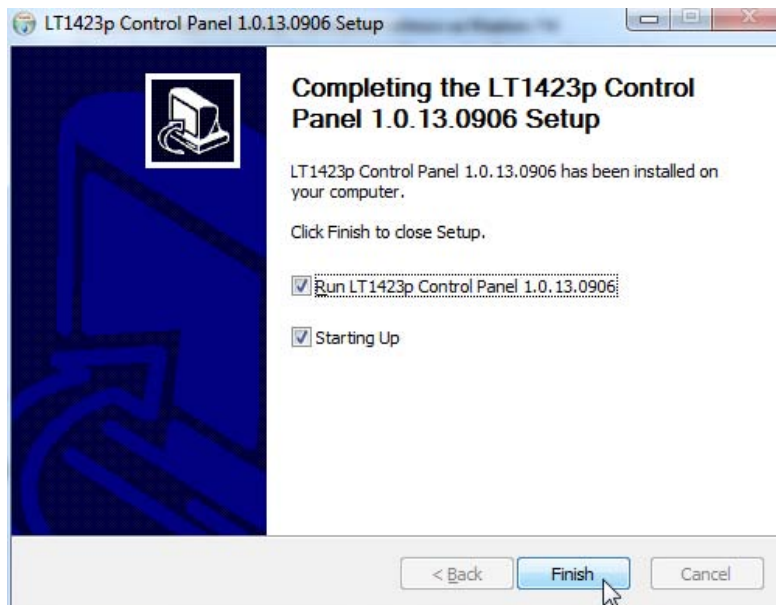 LT1423p Control Panel 1.0.13.0906 Setup
Completing the LT1423p Control
Panel 1.0.13.0906 Setup
LT1423p Control Panel 1.0.13.0906 has been installed on
your computer.
Click Finish to close Setup.
Run LT1423p Control Panel 1.0.13.0906
Starting Up
< Back Finish Cancel